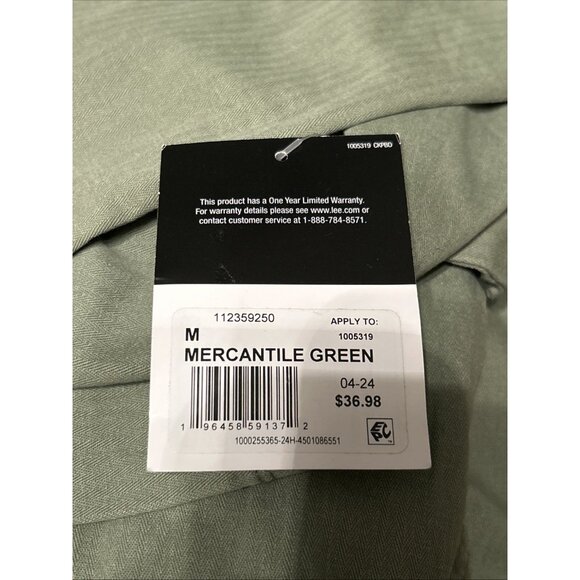 1005319 CKPBD
This product has a One Year Limited Warranty.
For warranty details please see www.lee.com or
contact customer service at 1-888-784-8571.
112359250
APPLY TO:
M
1005319
MERCANTILE GREEN
04-24
$36.98
1 96458 59137 2
EPC
TM
1000255365-24H-4501086551